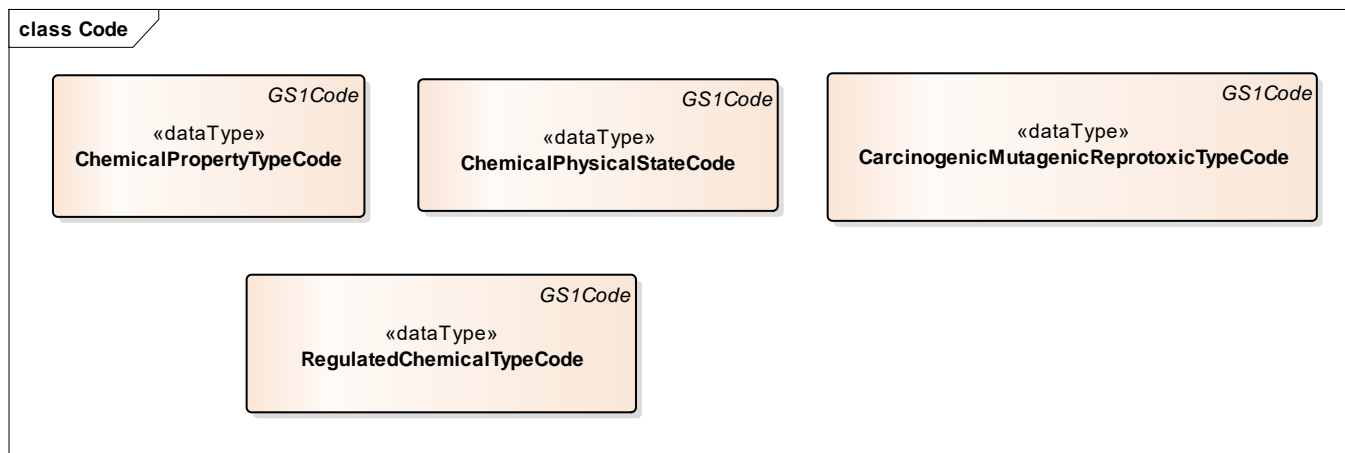 class Code
GS1Code
«dataType»
ChemicalPropertyTypeCode
GS1Code
«dataType»
ChemicalPhysicalStateCode
GS1Code
«dataType»
CarcinogenicMutagenicReprotoxicTypeCode
GS1Code
«dataType»
RegulatedChemicalTypeCode